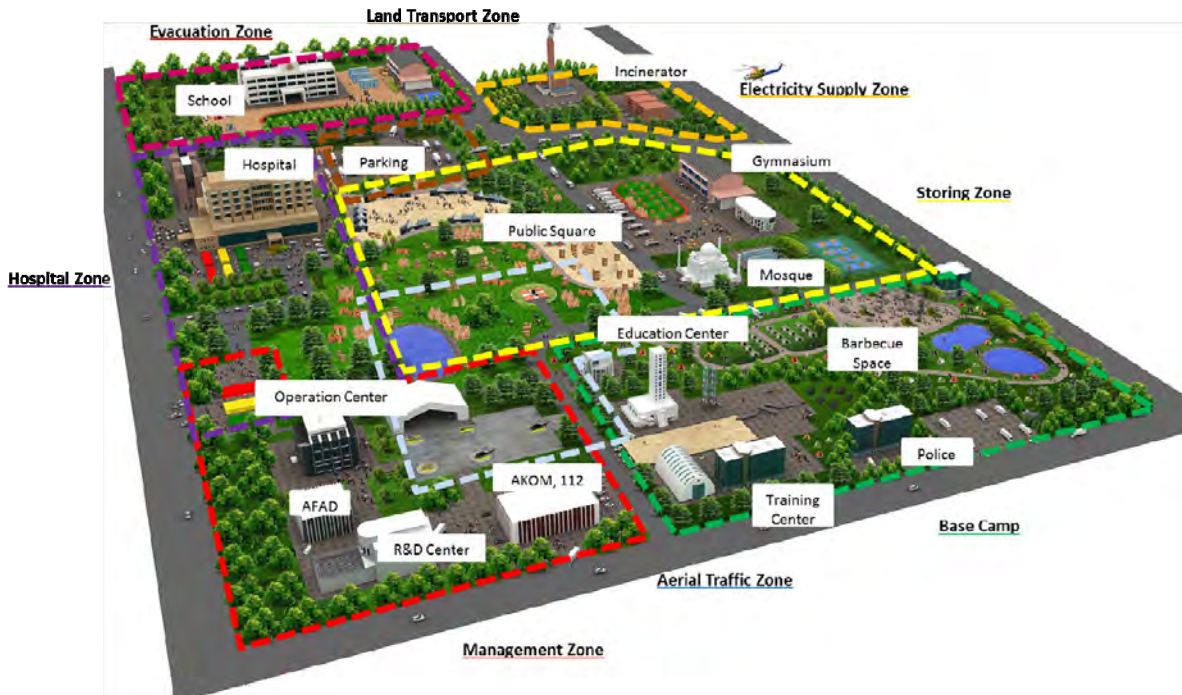 Land Transport Zone
Evacuation Zone
Incinerator
Electricity Supply Zone
School
Hospital
Parking
Gymnasium
Storing Zone
Public Square
Mosque
Hospital Zone
Education Center
Barbecue
Space
Operation Center
Police
AKOM, 112
AFAD
Training
Center
Base Camp
R&D Center
Aerial Traffic Zone
Management Zone